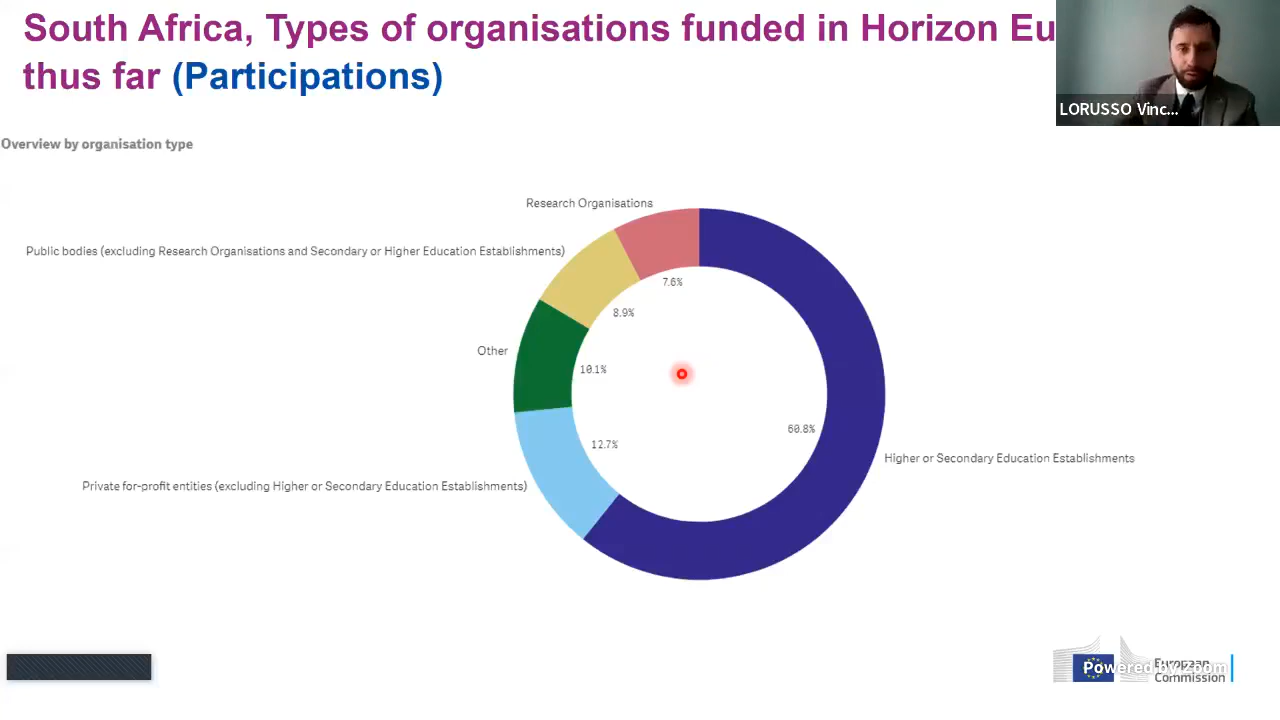 South Africa, Types of organisations funded in Horizon Eu
thus far (Participations)
LORUSSO Vinc...
Overview by organisation type
Research Organisations
Public bodies (excluding Research Organisations and Secondary or Higher Education Establishments)
7.6%
8.9%
Other
10.1%
60.8%
12.7%
Higher or Secondary Education Establishments
Private for-profit entities (excluding Higher or Secondary Education Establishments)
European
Commission
Powered by Zoom